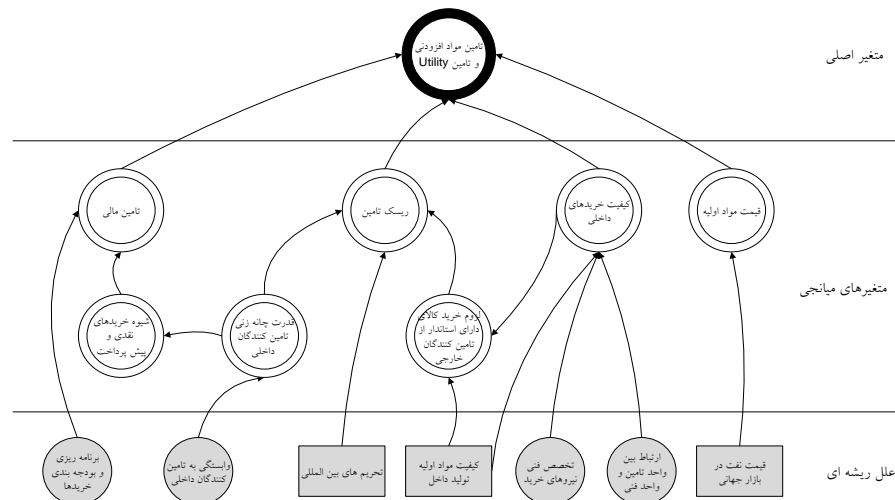 تامین مواد افزودنی
و تامین Utility
متغیر اصلی
تامین مالی
ریسک تامین
کیفیت خریدهای
داخلی
قیمت مواد اولیه
متغیرهای میانجی
شیوه خریدهای
نقدی و
پیش پرداخت
قدرت چانه زنی
تامین کنندگان
داخلی
لزوم خرید کالای
دارای استاندار از
تامین کنندگان
خارجی
برنامه ریزی
و بودجه بندی
خریدها
وابستگی به تامین
کنندگان داخلی
تحریم های بین المللی
کیفیت مواد اولیه
تولید داخل
تخصص فنی
نیروهای خرید
ارتباط بین
واحد تامین و
واحد فنی
قیمت نفت در
بازار جهانی
علل ریشه ای